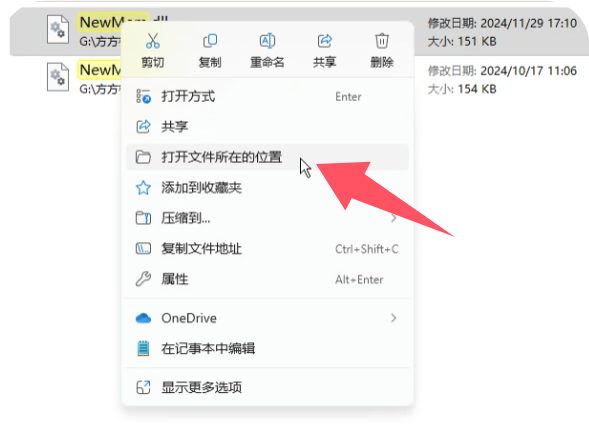 NewMem.dll 修改日期: 2024/11/29 17:10
G:\方方 大小: 151 KB
剪切 复制 重命名 共享 删除
NewM 修改日期: 2024/10/17 11:06
G:\方方 大小: 154 KB
打开方式 Enter
共享
打开文件所在的位置
添加到收藏夹
压缩到...
复制文件地址 Ctrl+Shift+C
属性 Alt+Enter
OneDrive
在记事本中编辑
显示更多选项